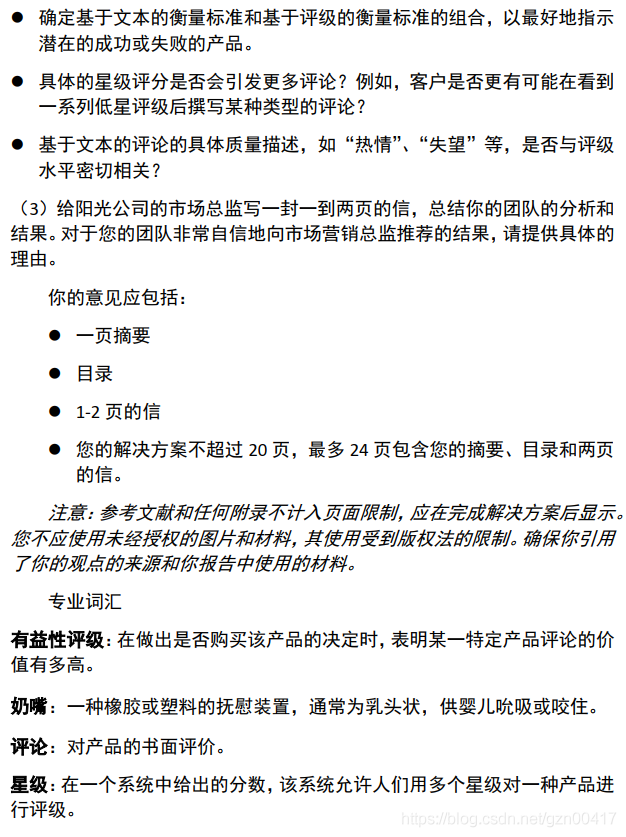 ● 确定基于文本的衡量标准和基于评级的衡量标准的组合，以最好地指示
潜在的成功或失败的产品。
● 具体的星级评分是否会引发更多评论？例如，客户是否更有可能在看到
一系列低星评级后撰写某种类型的评论？
● 基于文本的评论的具体质量描述，如“热情”、“失望”等，是否与评级
水平密切相关？
（3）给阳光公司的市场总监写一封一到两页的信，总结你的团队的分析和
结果。对于您的团队非常自信地向市场营销总监推荐的结果，请提供具体的
理由。
你的意见应包括：
● 一页摘要
● 目录
● 1-2 页的信
● 您的解决方案不超过 20 页，最多 24 页包含您的摘要、目录和两页
的信。
注意：参考文献和任何附录不计入页面限制，应在完成解决方案后显示。
您不应使用未经授权的图片和材料，其使用受到版权法的限制。确保你引用
了你的观点的来源和你报告中使用的材料。
专业词汇
有益性评级：在做出是否购买该产品的决定时，表明某一特定产品评论的价
值有多高。
奶嘴：一种橡胶或塑料的抚慰装置，通常为乳头状，供婴儿吮吸或咬住。
评论：对产品的书面评价。
星级：在一个系统中给出的分数，该系统允许人们用多个星级对一种产品进
行评级。
https://blog.csdn.net/gzn00417